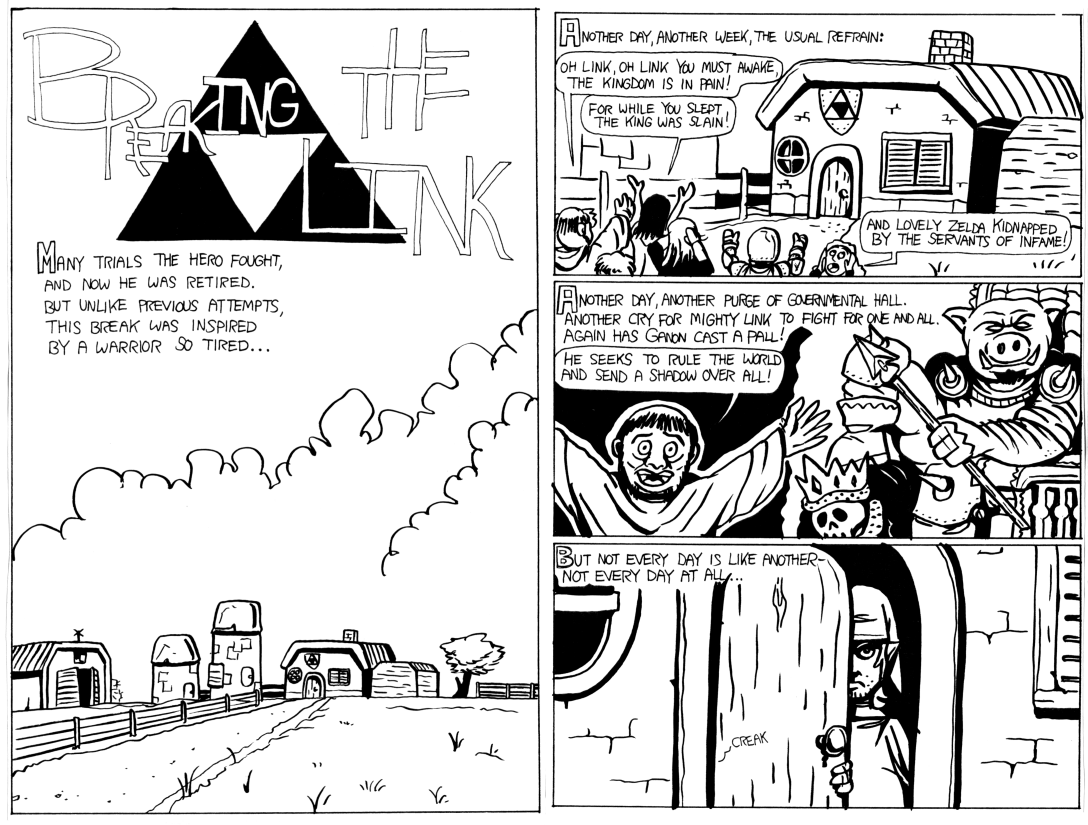 BREAKING THE
LINK
MANY TRIALS THE HERO FOUGHT,
AND NOW HE WAS RETIRED.
BUT UNLIKE PREVIOUS ATTEMPTS,
THIS BREAK WAS INSPIRED
BY A WARRIOR SO TIRED...
ANOTHER DAY, ANOTHER WEEK, THE USUAL REFRAIN:
OH LINK, OH LINK YOU MUST AWAKE,
THE KINGDOM IS IN PAIN!
FOR WHILE YOU SLEPT,
THE KING WAS SLAIN!
AND LOVELY ZELDA KIDNAPPED
BY THE SERVANTS OF INFAME!
ANOTHER DAY, ANOTHER PURGE OF GOVERNMENTAL HALL.
ANOTHER CRY FOR MIGHTY LINK TO FIGHT FOR ONE AND ALL.
AGAIN HAS GANON CAST A PALL!
HE SEEKS TO RULE THE WORLD
AND SEND A SHADOW OVER ALL!
BUT NOT EVERY DAY IS LIKE ANOTHER-
NOT EVERY DAY AT ALL...
CREAK